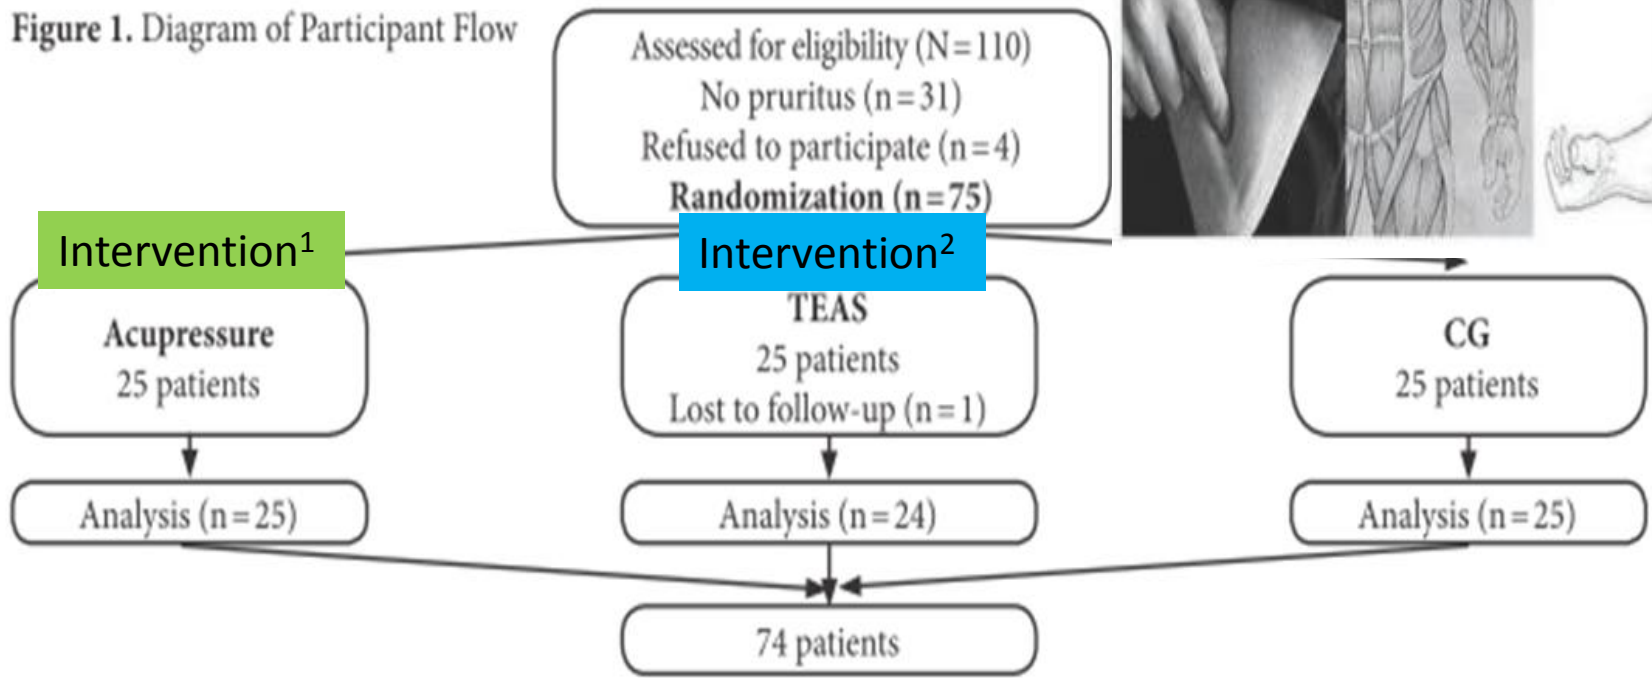 Figure 1. Diagram of Participant Flow
Assessed for eligibility (N=110)
No pruritus (n=31)
Refused to participate (n=4)
Randomization (n=75)
Intervention¹
Intervention²
Acupressure
25 patients
TEAS
25 patients
Lost to follow-up (n=1)
CG
25 patients
Analysis (n=25)
Analysis (n=24)
Analysis (n=25)
74 patients